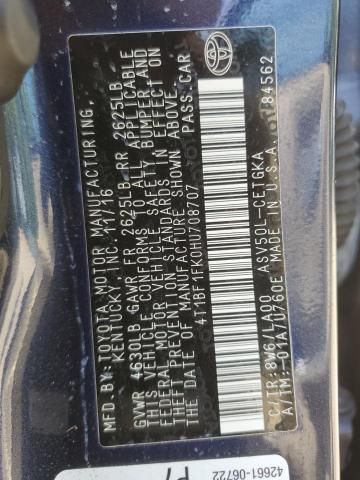 MFD.BY: TOYOTA MOTOR MANUFACTURING,
KENTUCKY, INC. 11/16
GVWR 4630LB GAWR FR 2625LB RR 2625LB
THIS VEHICLE CONFORMS TO ALL APPLICABLE
FEDERAL MOTOR VEHICLE SAFETY, BUMPER, AND
THEFT PREVENTION STANDARDS IN EFFECT ON
THE DATE OF MANUFACTURE SHOWN ABOVE.
4T1BF1FK0HU708707 PASS. CAR
C/TR: 8W6/LA00 ASV50L-CETGKA
A/TM: -01A/U760E MADE IN U.S.A. 84562
42661-06722